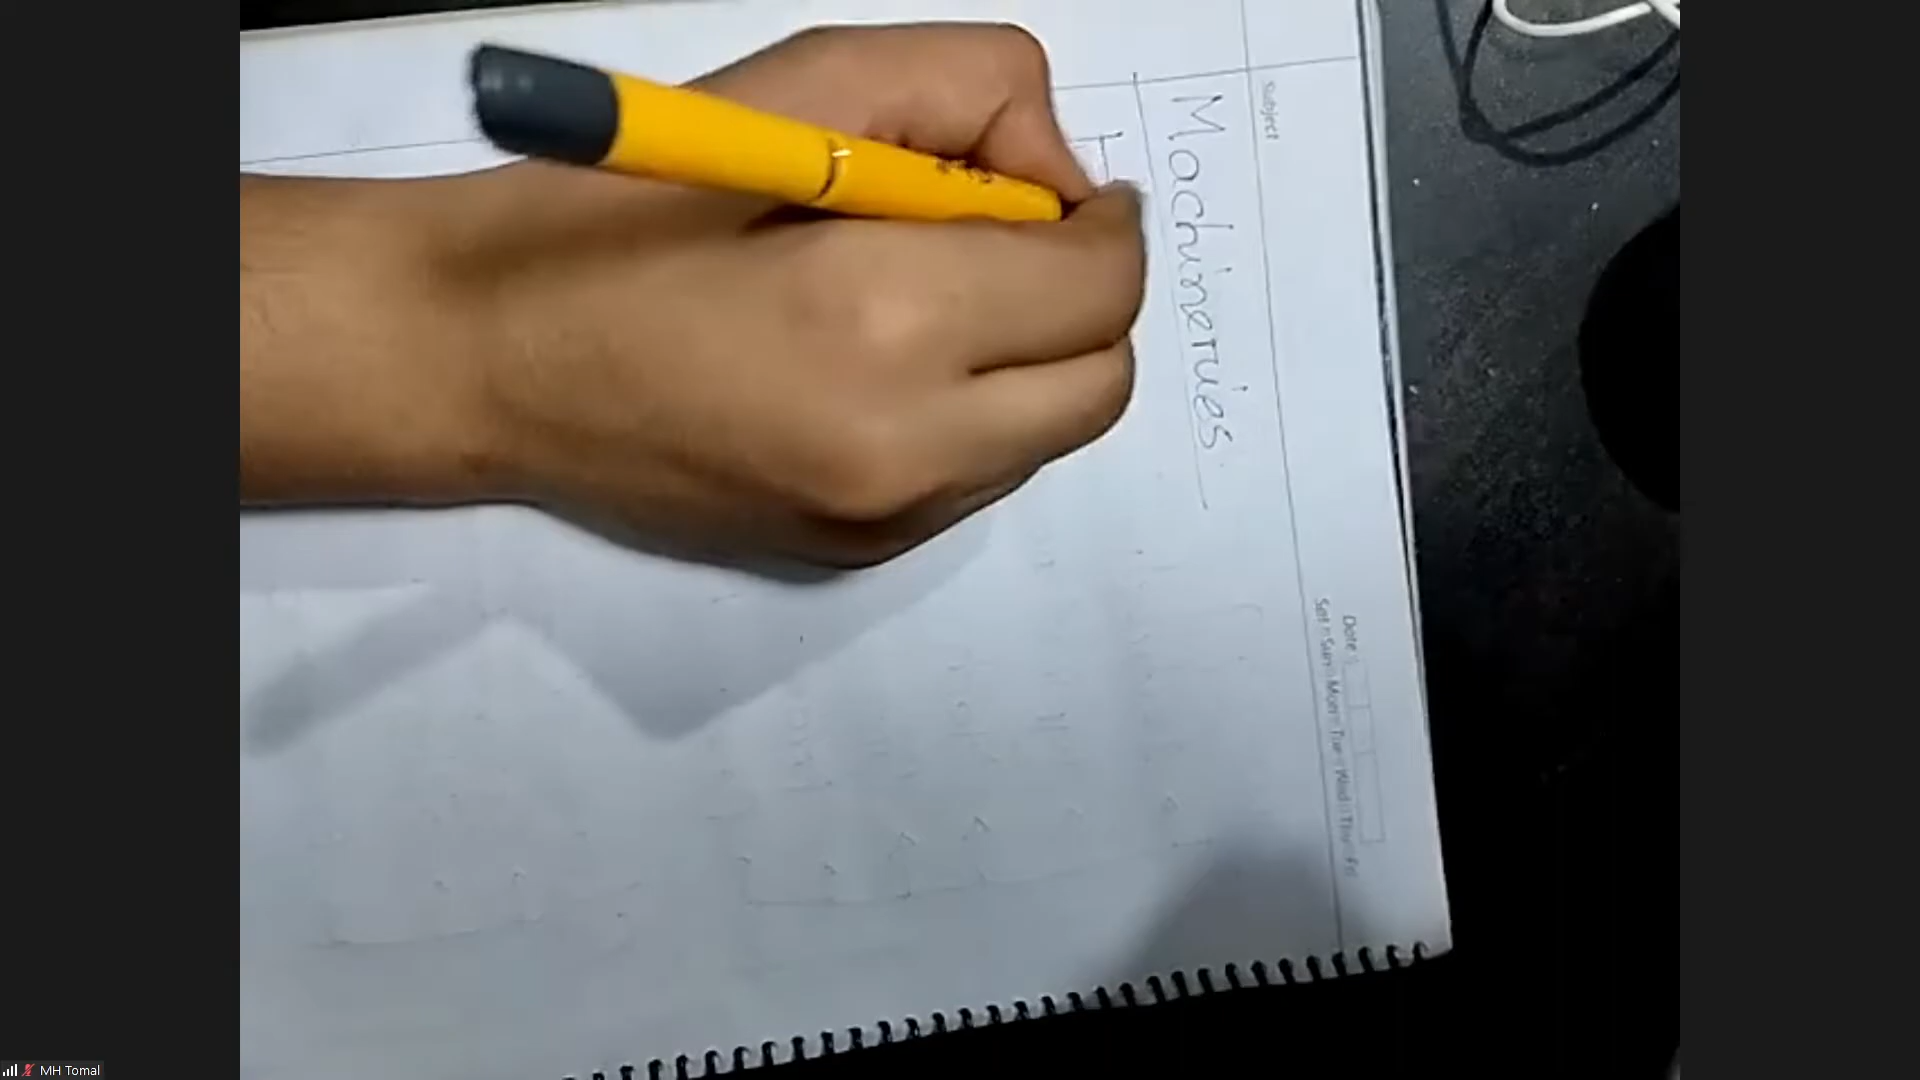 Subject
Date :
Sat Sun Mon Tue Wed Thu Fri
Machineries
MH Tomal